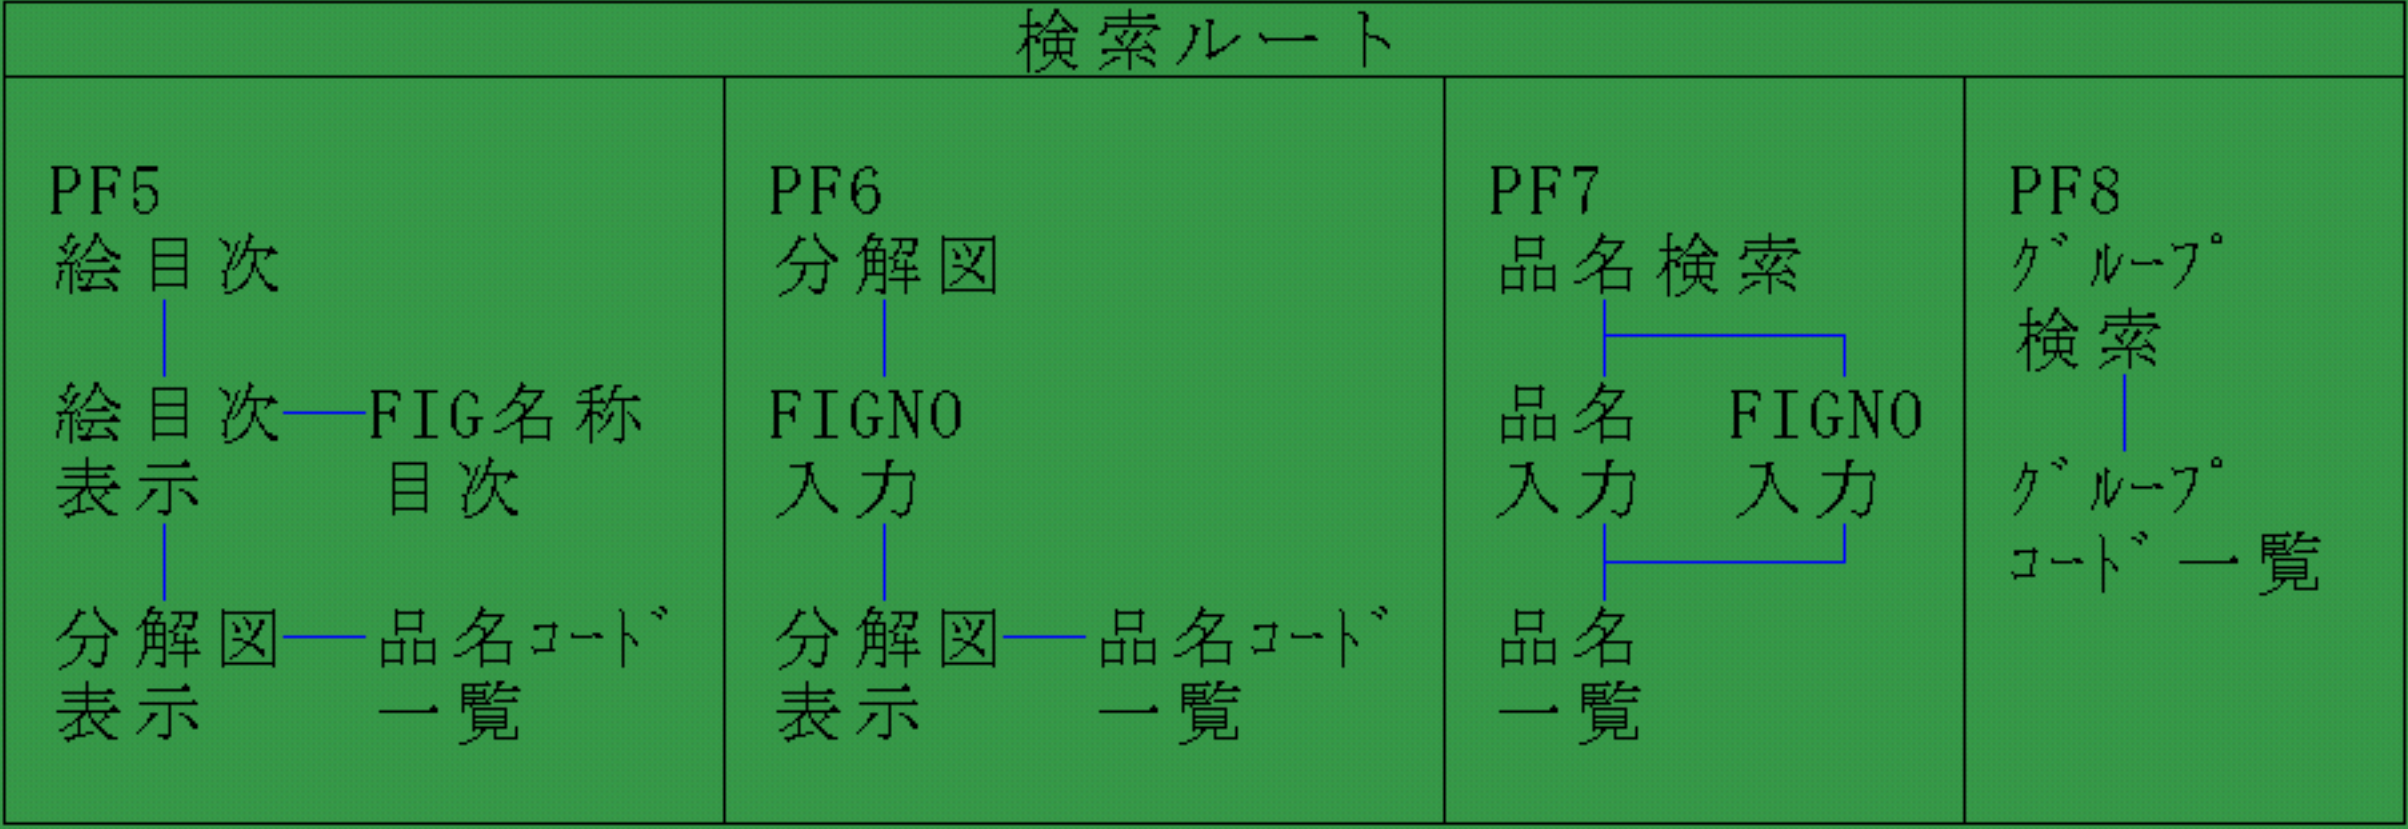 検索ルート
PF5
絵目次
絵目次 FIG名称
表示 目次
分解図 品名ｺｰﾄﾞ
表示 一覧
PF6
分解図
FIGNO
入力
分解図 品名ｺｰﾄﾞ
表示 一覧
PF7
品名検索
品名 FIGNO
入力 入力
品名
一覧
PF8
ｸﾞﾙｰﾌﾟ
検索
ｸﾞﾙｰﾌﾟ
ｺｰﾄﾞ一覧